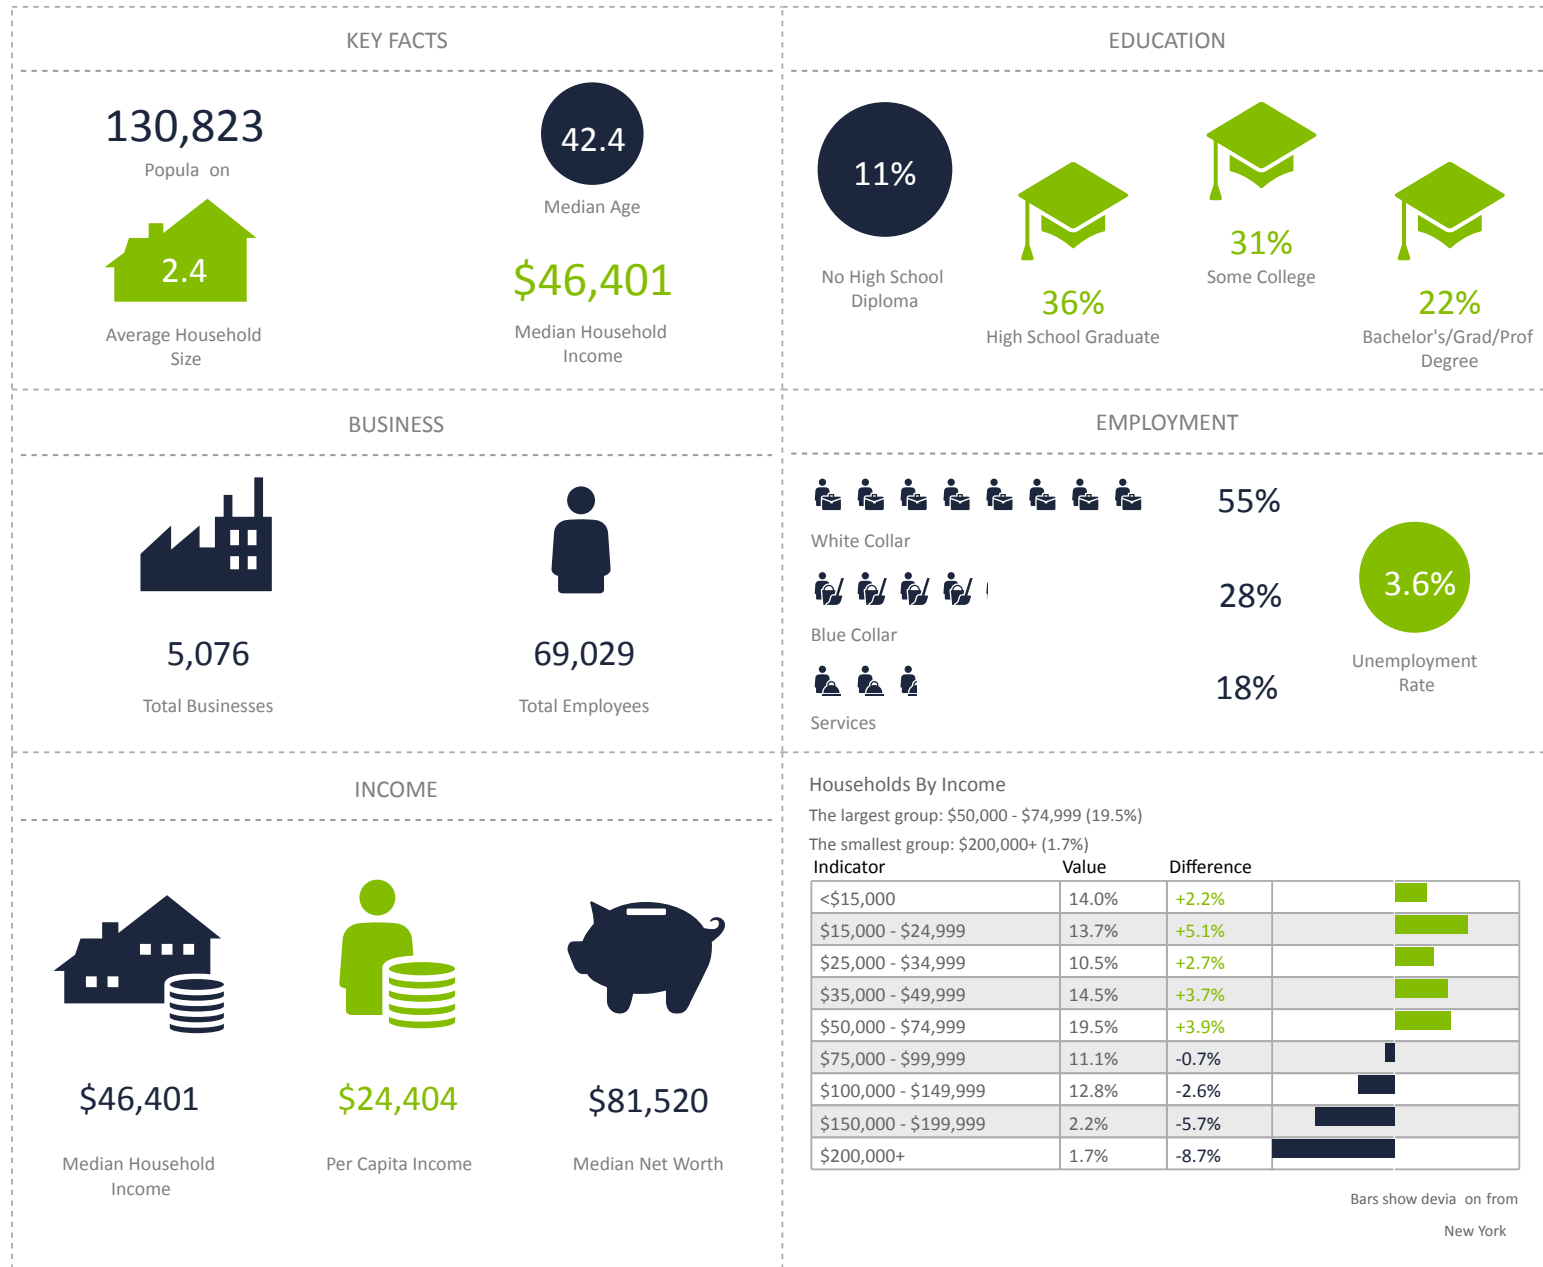 KEY FACTS
130,823
Popula on
42.4
Median Age
2.4
Average Household
Size
$46,401
Median Household
Income
EDUCATION
11%
No High School
Diploma
36%
High School Graduate
31%
Some College
22%
Bachelor's/Grad/Prof
Degree
BUSINESS
5,076
Total Businesses
69,029
Total Employees
EMPLOYMENT
55%
White Collar
28%
Blue Collar
18%
Services
3.6%
Unemployment
Rate
INCOME
$46,401
Median Household
Income
$24,404
Per Capita Income
$81,520
Median Net Worth
Households By Income
The largest group: $50,000 - $74,999 (19.5%)
The smallest group: $200,000+ (1.7%)
Indicator Value Difference
<$15,000 14.0% +2.2%
$15,000 - $24,999 13.7% +5.1%
$25,000 - $34,999 10.5% +2.7%
$35,000 - $49,999 14.5% +3.7%
$50,000 - $74,999 19.5% +3.9%
$75,000 - $99,999 11.1% -0.7%
$100,000 - $149,999 12.8% -2.6%
$150,000 - $199,999 2.2% -5.7%
$200,000+ 1.7% -8.7%
Bars show devia on from
New York